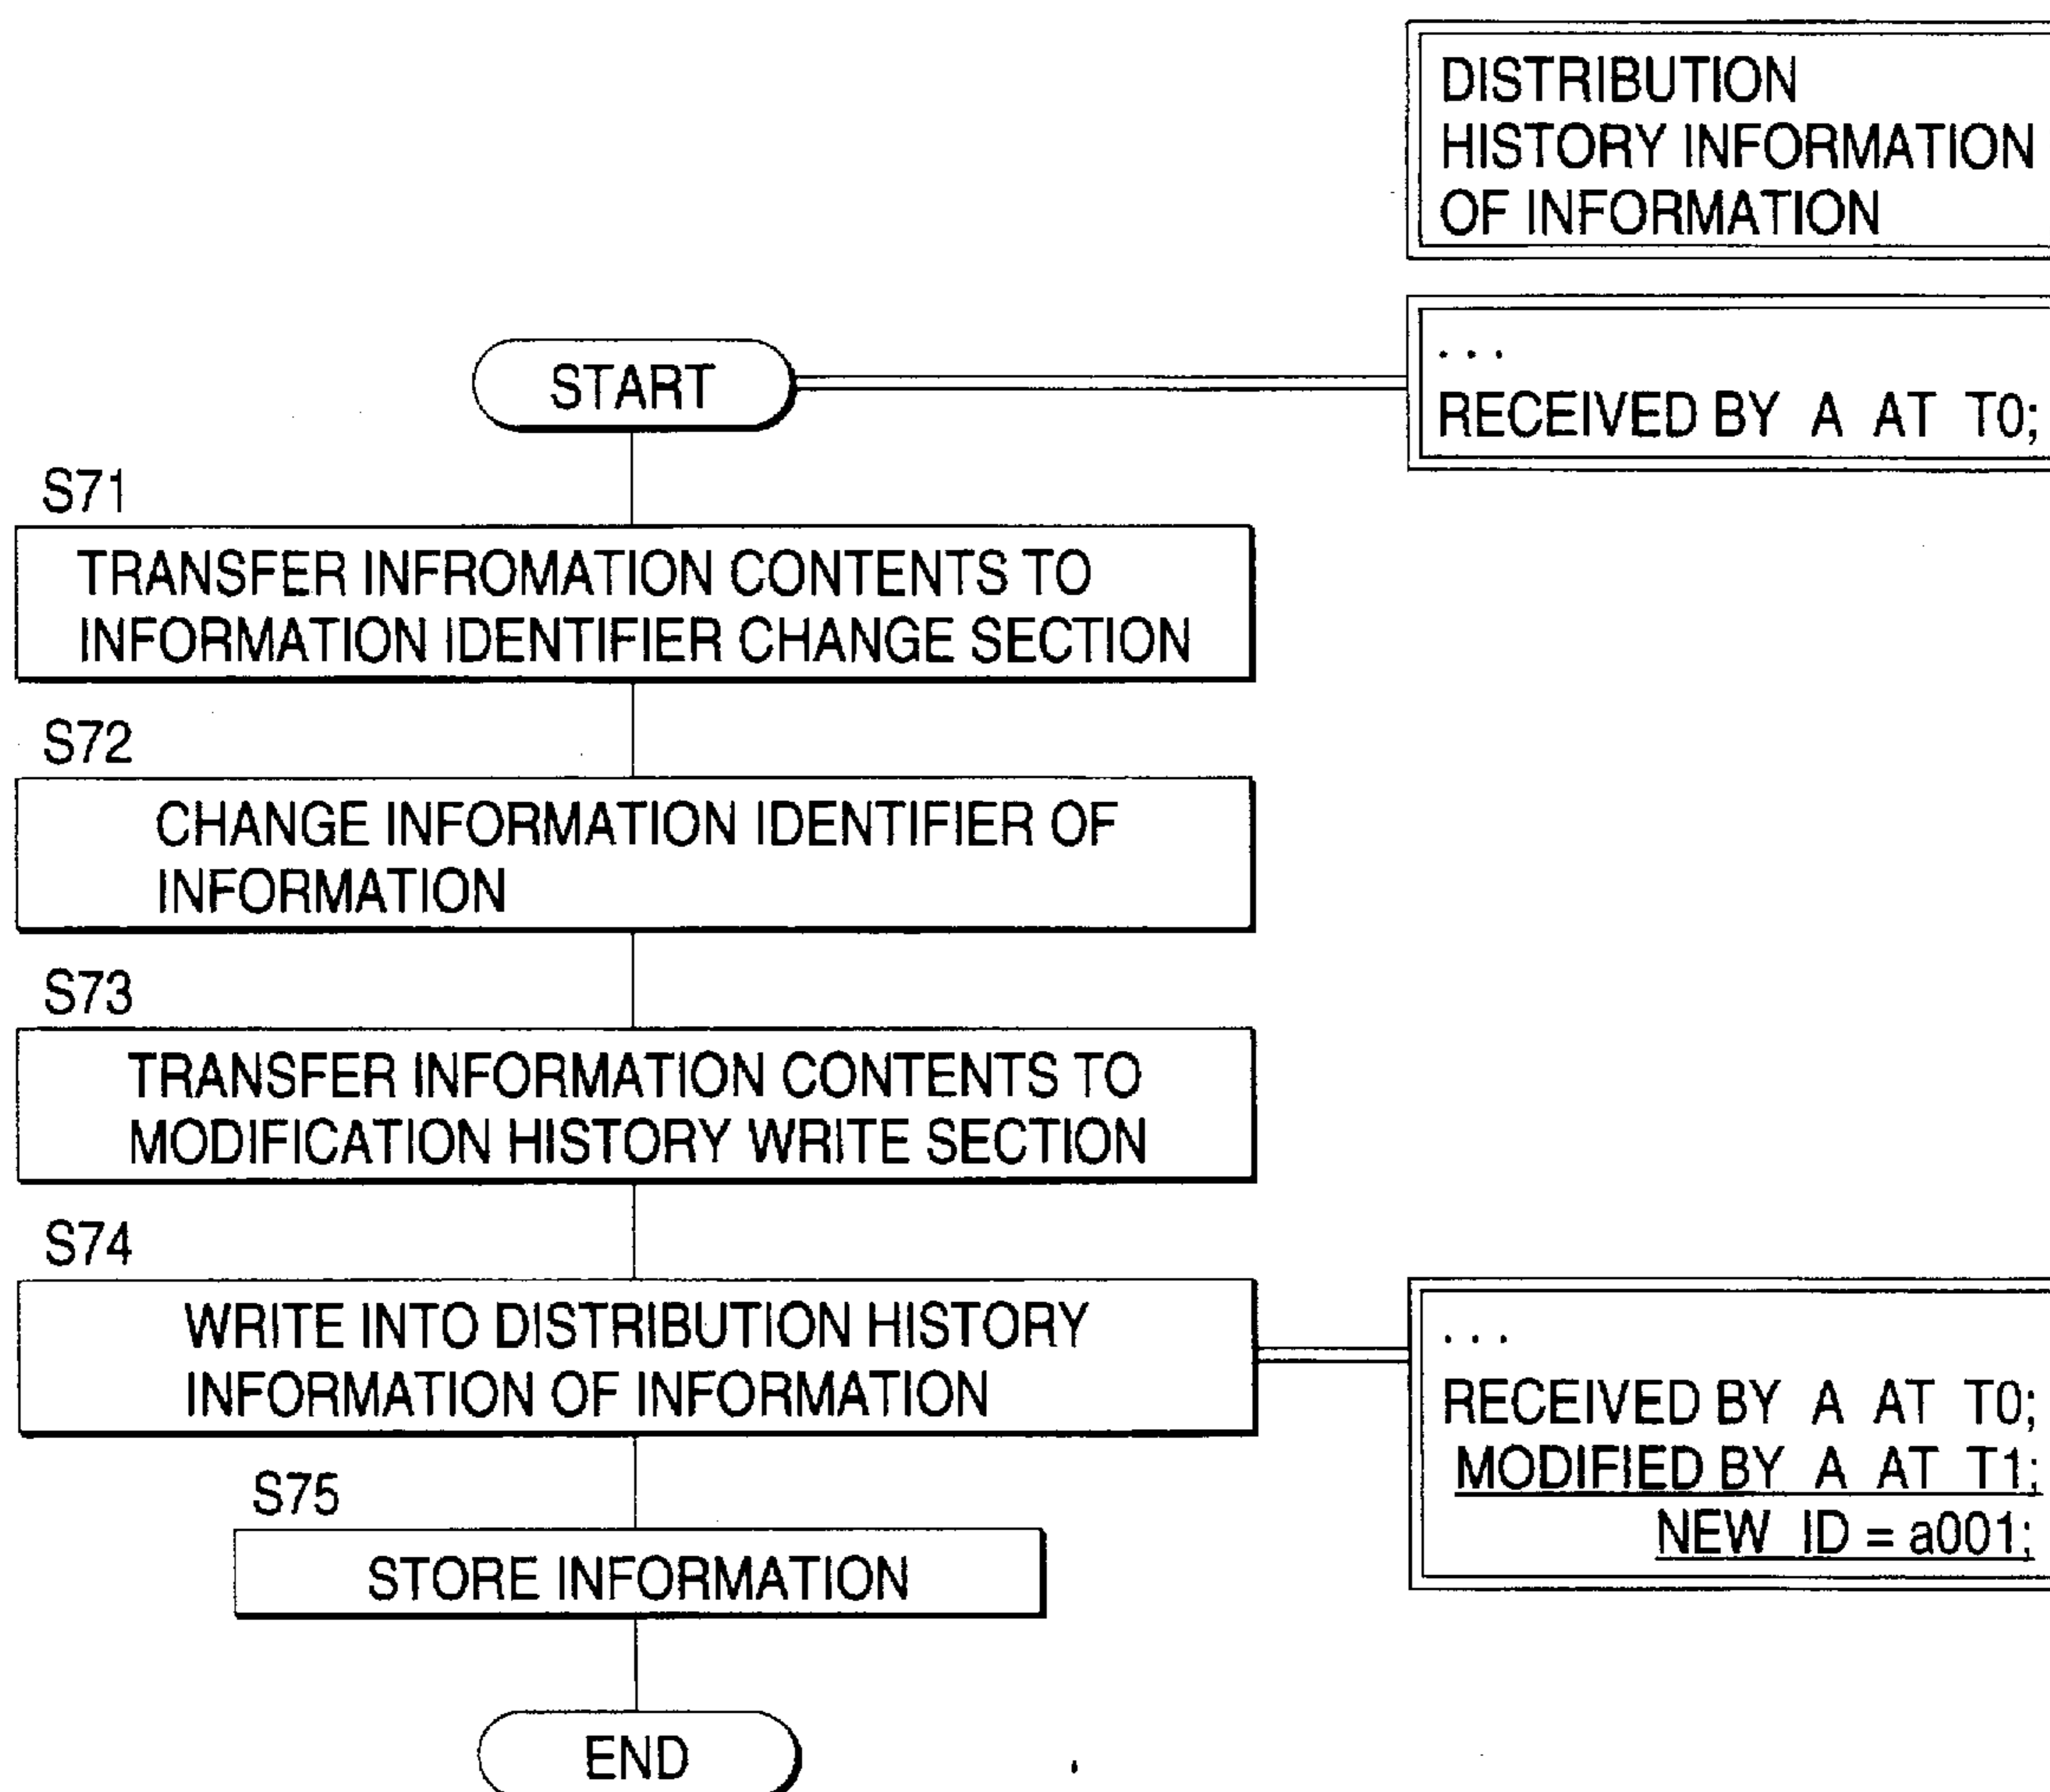 DISTRIBUTION
HISTORY INFORMATION
OF INFORMATION
START
. . .
RECEIVED BY A AT T0;
S71
TRANSFER INFROMATION CONTENTS TO
INFORMATION IDENTIFIER CHANGE SECTION
S72
CHANGE INFORMATION IDENTIFIER OF
INFORMATION
S73
TRANSFER INFORMATION CONTENTS TO
MODIFICATION HISTORY WRITE SECTION
S74
WRITE INTO DISTRIBUTION HISTORY
INFORMATION OF INFORMATION
. . .
RECEIVED BY A AT T0;
MODIFIED BY A AT T1;
NEW ID = a001;
S75
STORE INFORMATION
END